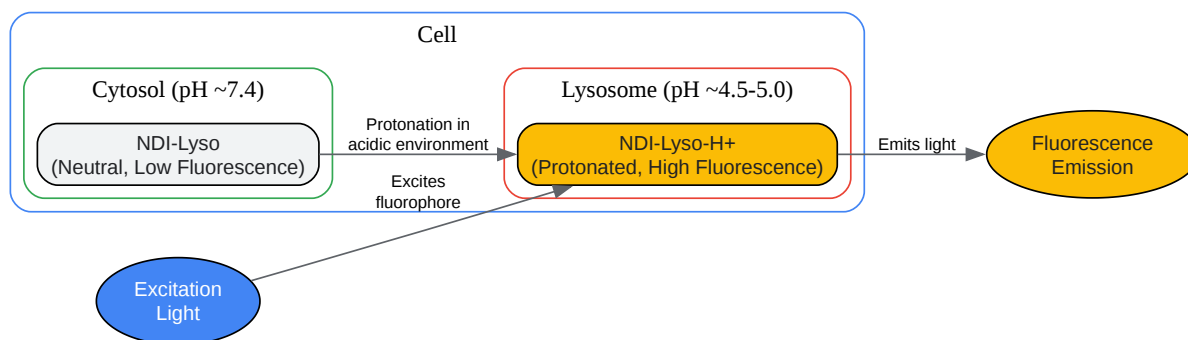 Cell
Cytosol (pH ~7.4)
Lysosome (pH ~4.5-5.0)
NDI-Lyso
(Neutral, Low Fluorescence)
Protonation in
acidic environment
NDI-Lyso-H+
(Protonated, High Fluorescence)
Emits light
Fluorescence
Emission
Excites
fluorophore
Excitation
Light